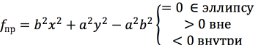 f_пр = b²x² + a²y² − a²b² { = 0 ∈ эллипсу
> 0 вне
< 0 внутри